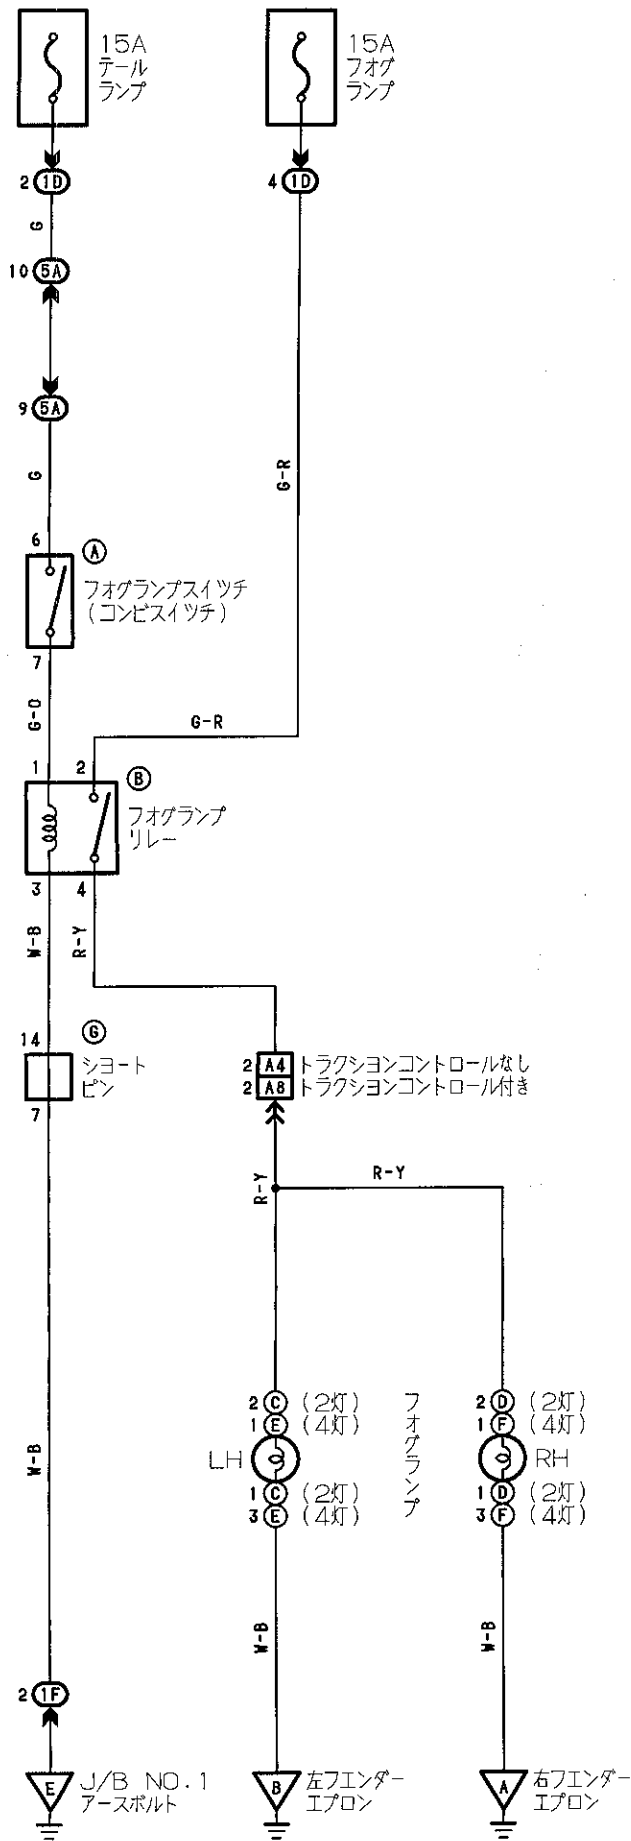 15A
テール
ランプ
15A
フォグ
ランプ
2 1D
4 1D
G
10 5A
9 5A
G
G-R
6
A
フォグランプスイッチ
(コンビスイッチ)
7
G-O
G-R
1 2
B
フォグランプ
リレー
3 4
W-B
R-Y
14
G
ショート
ピン
7
2 A4 トラクションコントロールなし
2 A8 トラクションコントロール付き
R-Y
R-Y
2 C (2灯)
1 E (4灯)
LH
1 C (2灯)
3 E (4灯)
フォグランプ
2 D (2灯)
1 F (4灯)
RH
1 D (2灯)
3 F (4灯)
W-B
W-B
W-B
2 1F
E
J/B NO.1
アースボルト
B
左フェンダー
エプロン
A
右フェンダー
エプロン